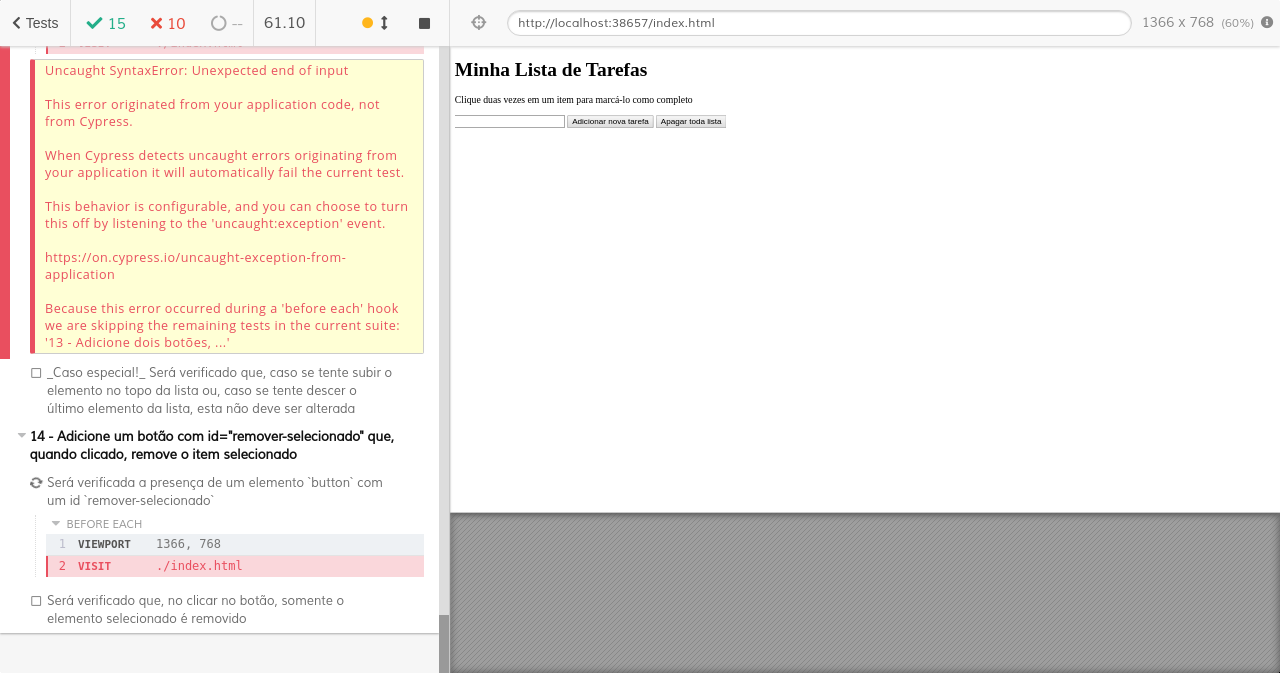 Tests
15
10
--
61.10
http://localhost:38657/index.html
1366 x 768 (60%)
Uncaught SyntaxError: Unexpected end of input
This error originated from your application code, not
from Cypress.
When Cypress detects uncaught errors originating from
your application it will automatically fail the current test.
This behavior is configurable, and you can choose to turn
this off by listening to the 'uncaught:exception' event.
https://on.cypress.io/uncaught-exception-from-
application
Because this error occurred during a 'before each' hook
we are skipping the remaining tests in the current suite:
'13 - Adicione dois botões, ...'
_Caso especial!_ Será verificado que, caso se tente subir o
elemento no topo da lista ou, caso se tente descer o
último elemento da lista, esta não deve ser alterada
14 - Adicione um botão com id="remover-selecionado" que,
quando clicado, remove o item selecionado
Será verificada a presença de um elemento `button` com
um id `remover-selecionado`
BEFORE EACH
1 VIEWPORT 1366, 768
2 VISIT ./index.html
Será verificado que, no clicar no botão, somente o
elemento selecionado é removido
Minha Lista de Tarefas
Clique duas vezes em um item para marcá-lo como completo
Adicionar nova tarefa Apagar toda lista